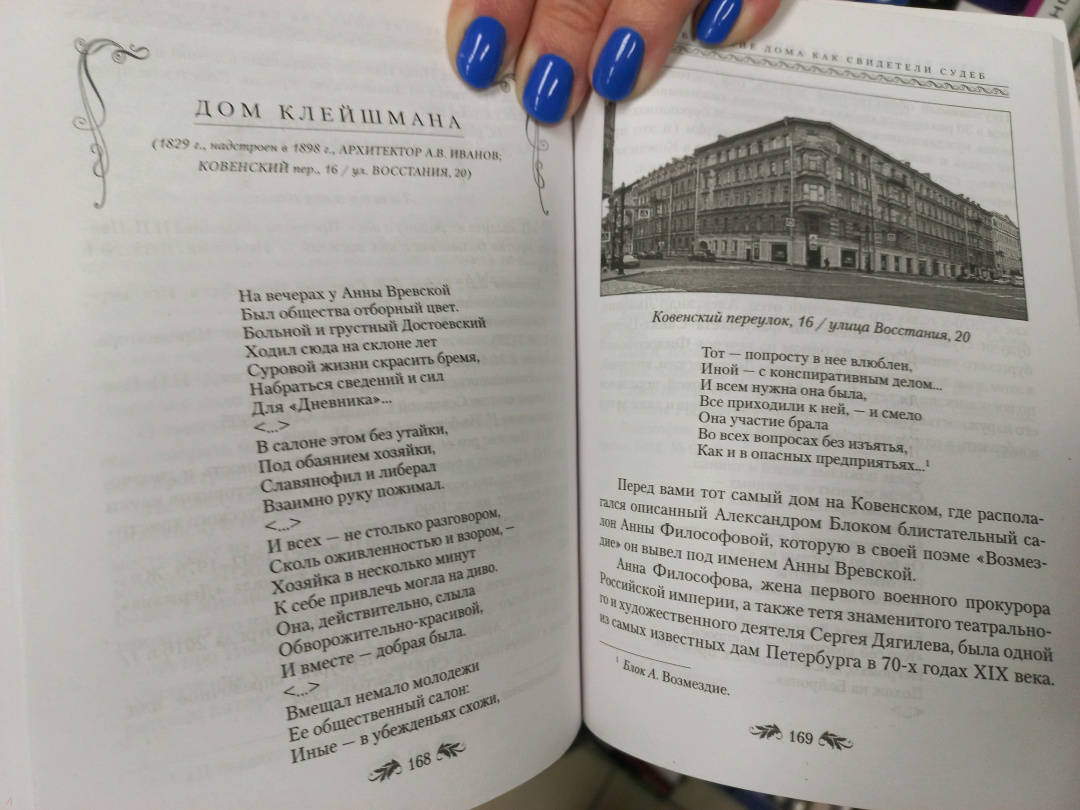 ДОМ КЛЕЙШМАНА
(1829 г., надстроен в 1898 г., АРХИТЕКТОР А.В. ИВАНОВ;
КОВЕНСКИЙ пер., 16 / ул. ВОССТАНИЯ, 20)
На вечерах у Анны Вревской
Был общества отборный цвет.
Больной и грустный Достоевский
Ходил сюда на склоне лет
Суровой жизни скрасить бремя,
Набраться сведений и сил
Для «Дневника»...
<...>
В салоне этом без утайки,
Под обаянием хозяйки,
Славянофил и либерал
Взаимно руку пожимал.
<...>
И всех — не столько разговором,
Сколь оживленностью и взором, —
Хозяйка в несколько минут
К себе привлечь могла на диво.
Она, действительно, слыла
Обворожительно-красивой,
И вместе — добрая была.
<...>
Вмещал немало молодежи
Ее общественный салон:
Иные — в убежденьях схожи,
168
ДОМА КАК СВИДЕТЕЛИ СУДЕБ
Ковенский переулок, 16 / улица Восстания, 20
Тот — попросту в нее влюблен,
Иной — с конспиративным делом...
И всем нужна она была,
Все приходили к ней, — и смело
Она участие брала
Во всех вопросах без изъятья,
Как и в опасных предприятьях...¹
Перед вами тот самый дом на Ковенском, где распола-
гался описанный Александром Блоком блистательный са-
лон Анны Философовой, которую в своей поэме «Возмез-
дие» он вывел под именем Анны Вревской.
Анна Философова, жена первого военного прокурора
Российской империи, а также тетя знаменитого театрально-
го и художественного деятеля Сергея Дягилева, была одной
из самых известных дам Петербурга в 70-х годах XIX века.
¹ Блок А. Возмездие.
169